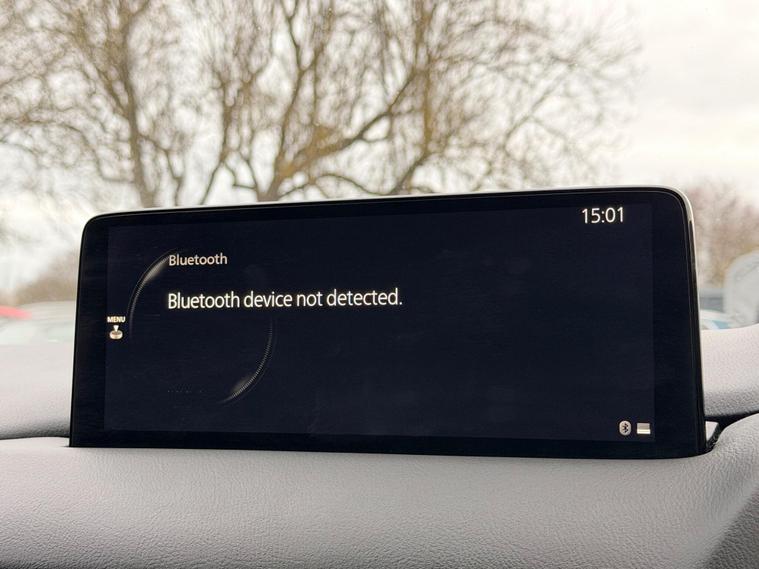 15:01
Bluetooth
Bluetooth device not detected.
MENU